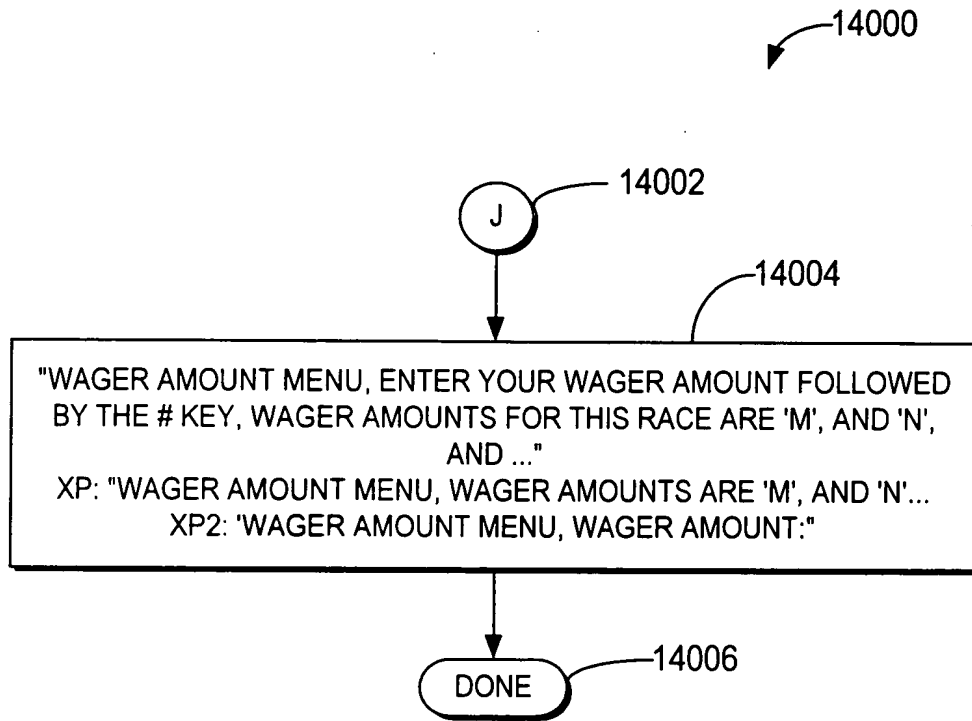 14000
J
14002
14004
"WAGER AMOUNT MENU, ENTER YOUR WAGER AMOUNT FOLLOWED
BY THE # KEY, WAGER AMOUNTS FOR THIS RACE ARE 'M', AND 'N',
AND ..."
XP: "WAGER AMOUNT MENU, WAGER AMOUNTS ARE 'M', AND 'N'...
XP2: 'WAGER AMOUNT MENU, WAGER AMOUNT:"
DONE
14006